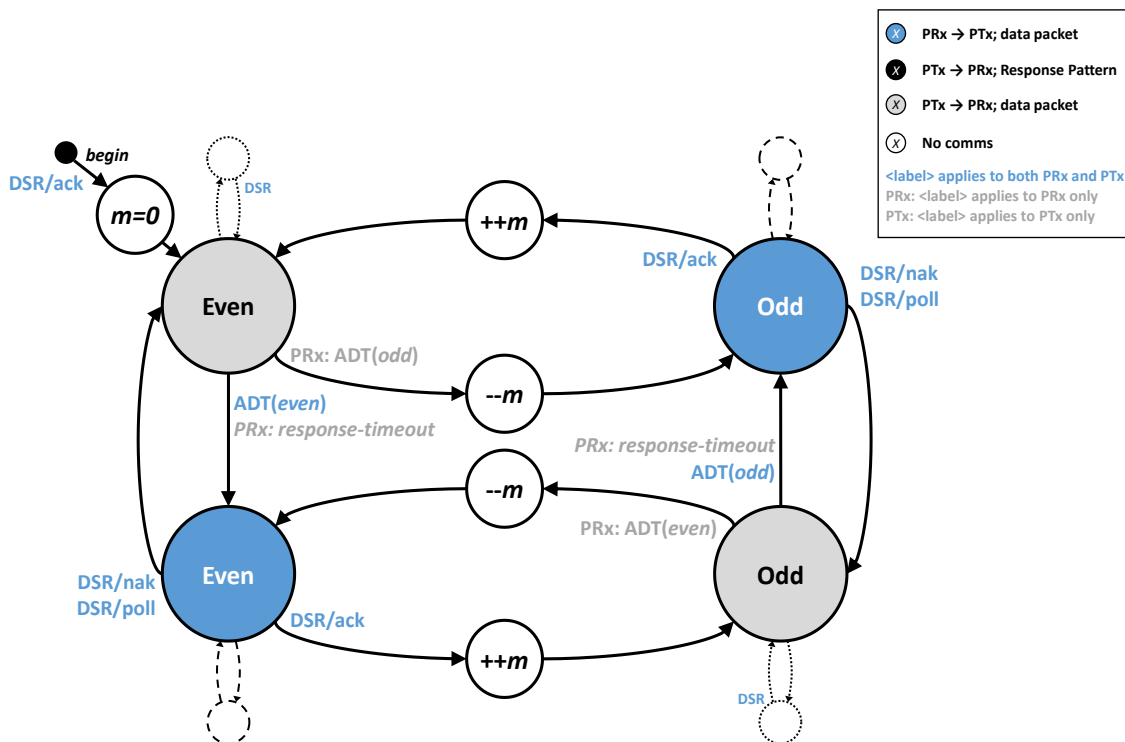 X PRx → PTx; data packet
X PTx → PRx; Response Pattern
X PTx → PRx; data packet
X No comms
<label> applies to both PRx and PTx
PRx: <label> applies to PRx only
PTx: <label> applies to PTx only
begin
DSR/ack
m=0
DSR
++m
DSR/ack
DSR/nak
DSR/poll
Even
Odd
PRx: ADT(odd)
--m
ADT(even)
PRx: response-timeout
PRx: response-timeout
ADT(odd)
--m
PRx: ADT(even)
Even
Odd
DSR/nak
DSR/poll
DSR/ack
++m
DSR